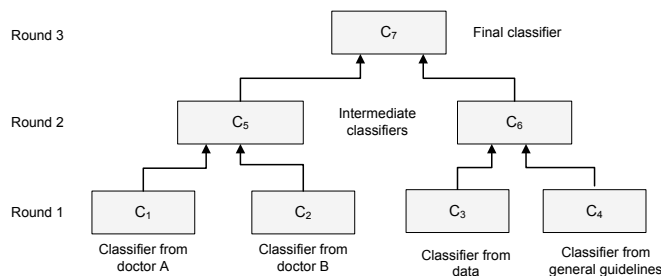 Round 3
C7
Final classifier
Round 2
C5
Intermediate
classifiers
C6
Round 1
C1
C2
C3
C4
Classifier from
doctor A
Classifier from
doctor B
Classifier from
data
Classifier from
general guidelines